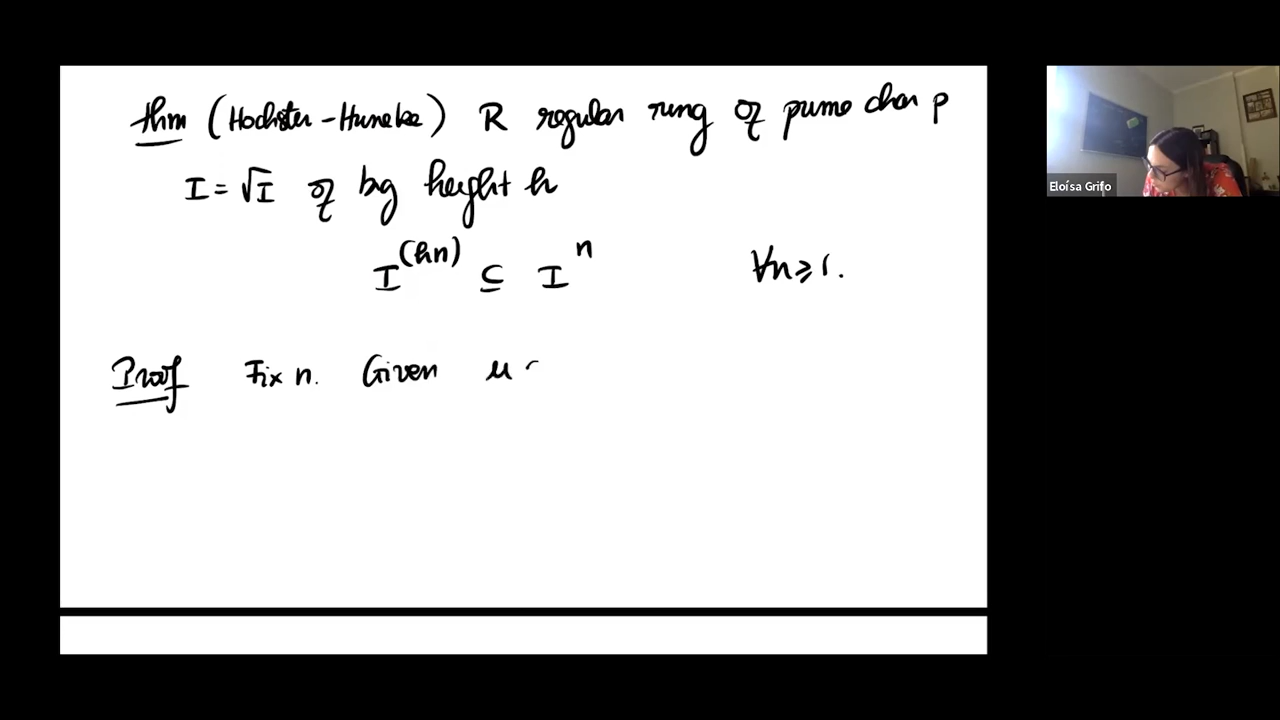 Thm (Hochster-Huneke) R regular ring of prime char p
I = √I of big height h
I^(hn) ⊆ I^n ∀n ⩾ 1.
Proof Fix n. Given u
Eloísa Grifo